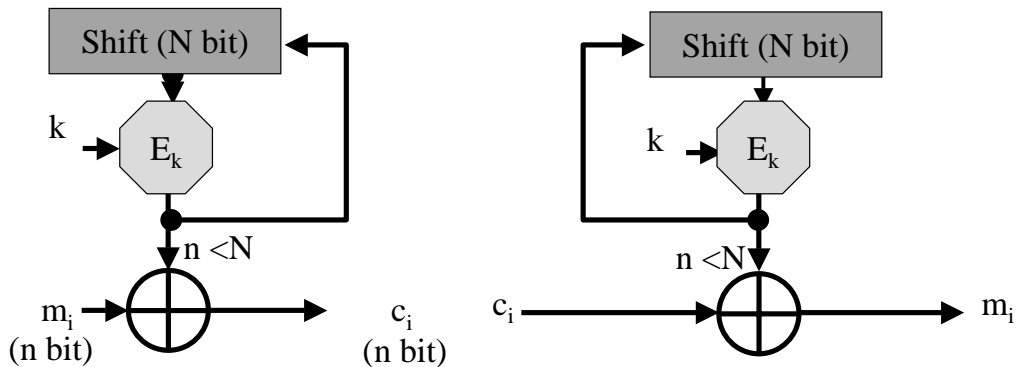 Shift (N bit)
k
E_k
n <N
m_i
(n bit)
c_i
(n bit)
Shift (N bit)
k
E_k
n <N
c_i
m_i